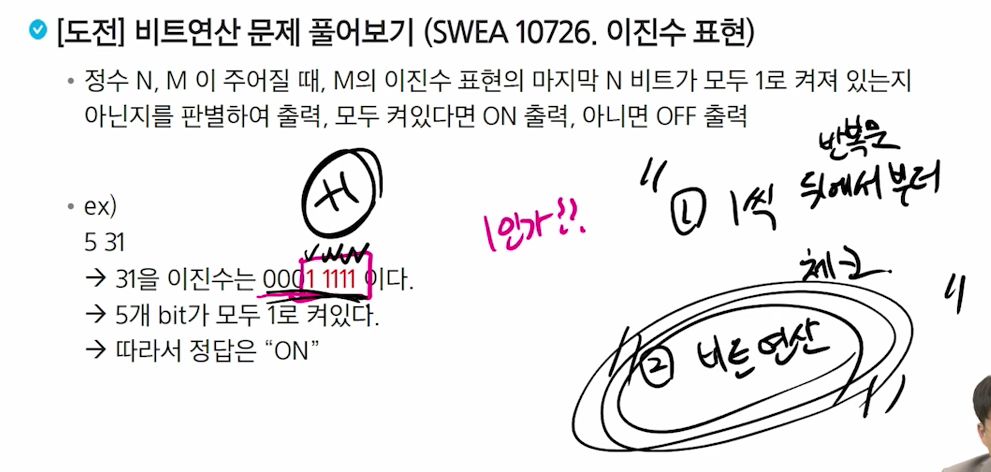 [도전] 비트연산 문제 풀어보기 (SWEA 10726. 이진수 표현)
• 정수 N, M 이 주어질 때, M의 이진수 표현의 마지막 N 비트가 모두 1로 켜져 있는지
아닌지를 판별하여 출력, 모두 켜있다면 ON 출력, 아니면 OFF 출력
반복문
" ① 1씩 뒷에서부터
체크 "
1인가!!
• ex)
5 31
→ 31을 이진수는 0001 1111 이다.
→ 5개 bit가 모두 1로 켜있다.
→ 따라서 정답은 “ON”
" ② 비트 연산 "